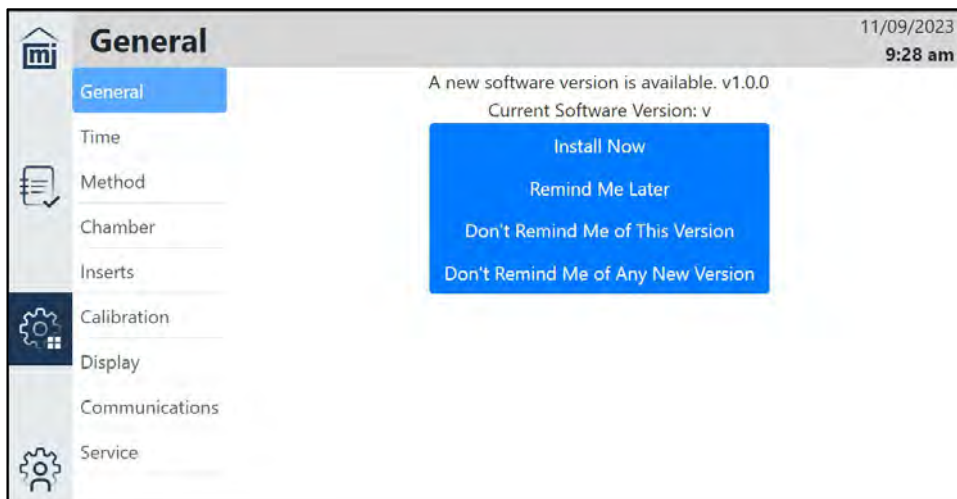 mi
General
11/09/2023
9:28 am
General
Time
Method
Chamber
Inserts
Calibration
Display
Communications
Service
A new software version is available. v1.0.0
Current Software Version: v
Install Now
Remind Me Later
Don't Remind Me of This Version
Don't Remind Me of Any New Version